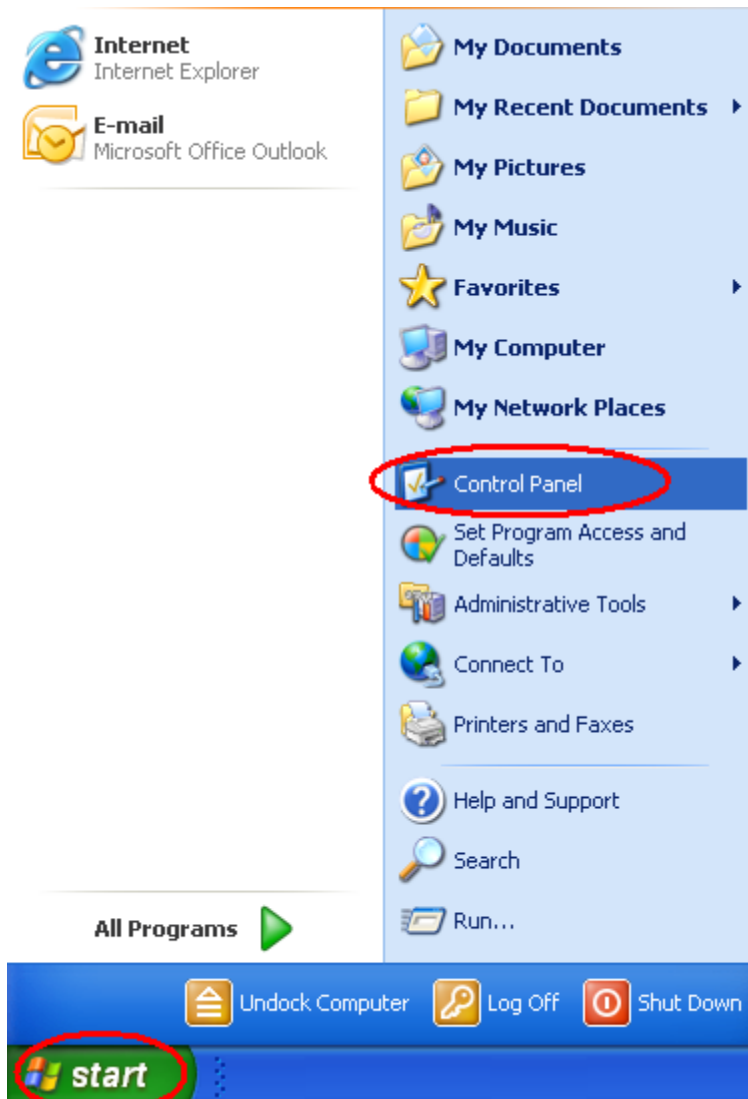 Internet
Internet Explorer
E-mail
Microsoft Office Outlook
All Programs
My Documents
My Recent Documents
My Pictures
My Music
Favorites
My Computer
My Network Places
Control Panel
Set Program Access and
Defaults
Administrative Tools
Connect To
Printers and Faxes
Help and Support
Search
Run...
Undock Computer
Log Off
Shut Down
start